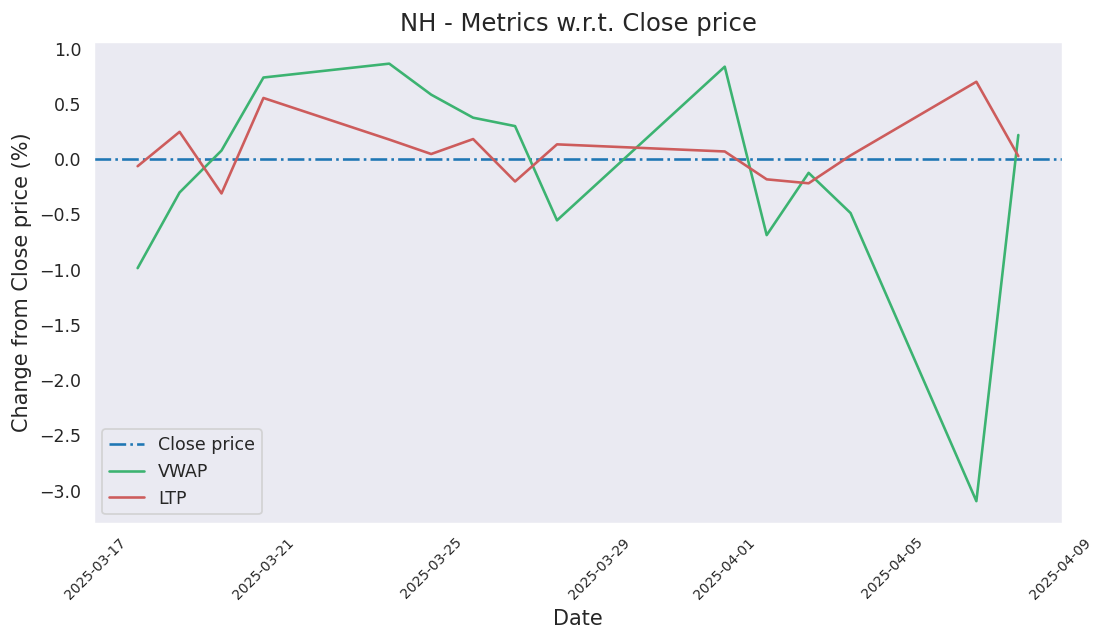 NH - Metrics w.r.t. Close price
Change from Close price (%)
1.0
0.5
0.0
−0.5
−1.0
−1.5
−2.0
−2.5
−3.0
Close price
VWAP
LTP
2025-03-17
2025-03-21
2025-03-25
2025-03-29
2025-04-01
2025-04-05
2025-04-09
Date